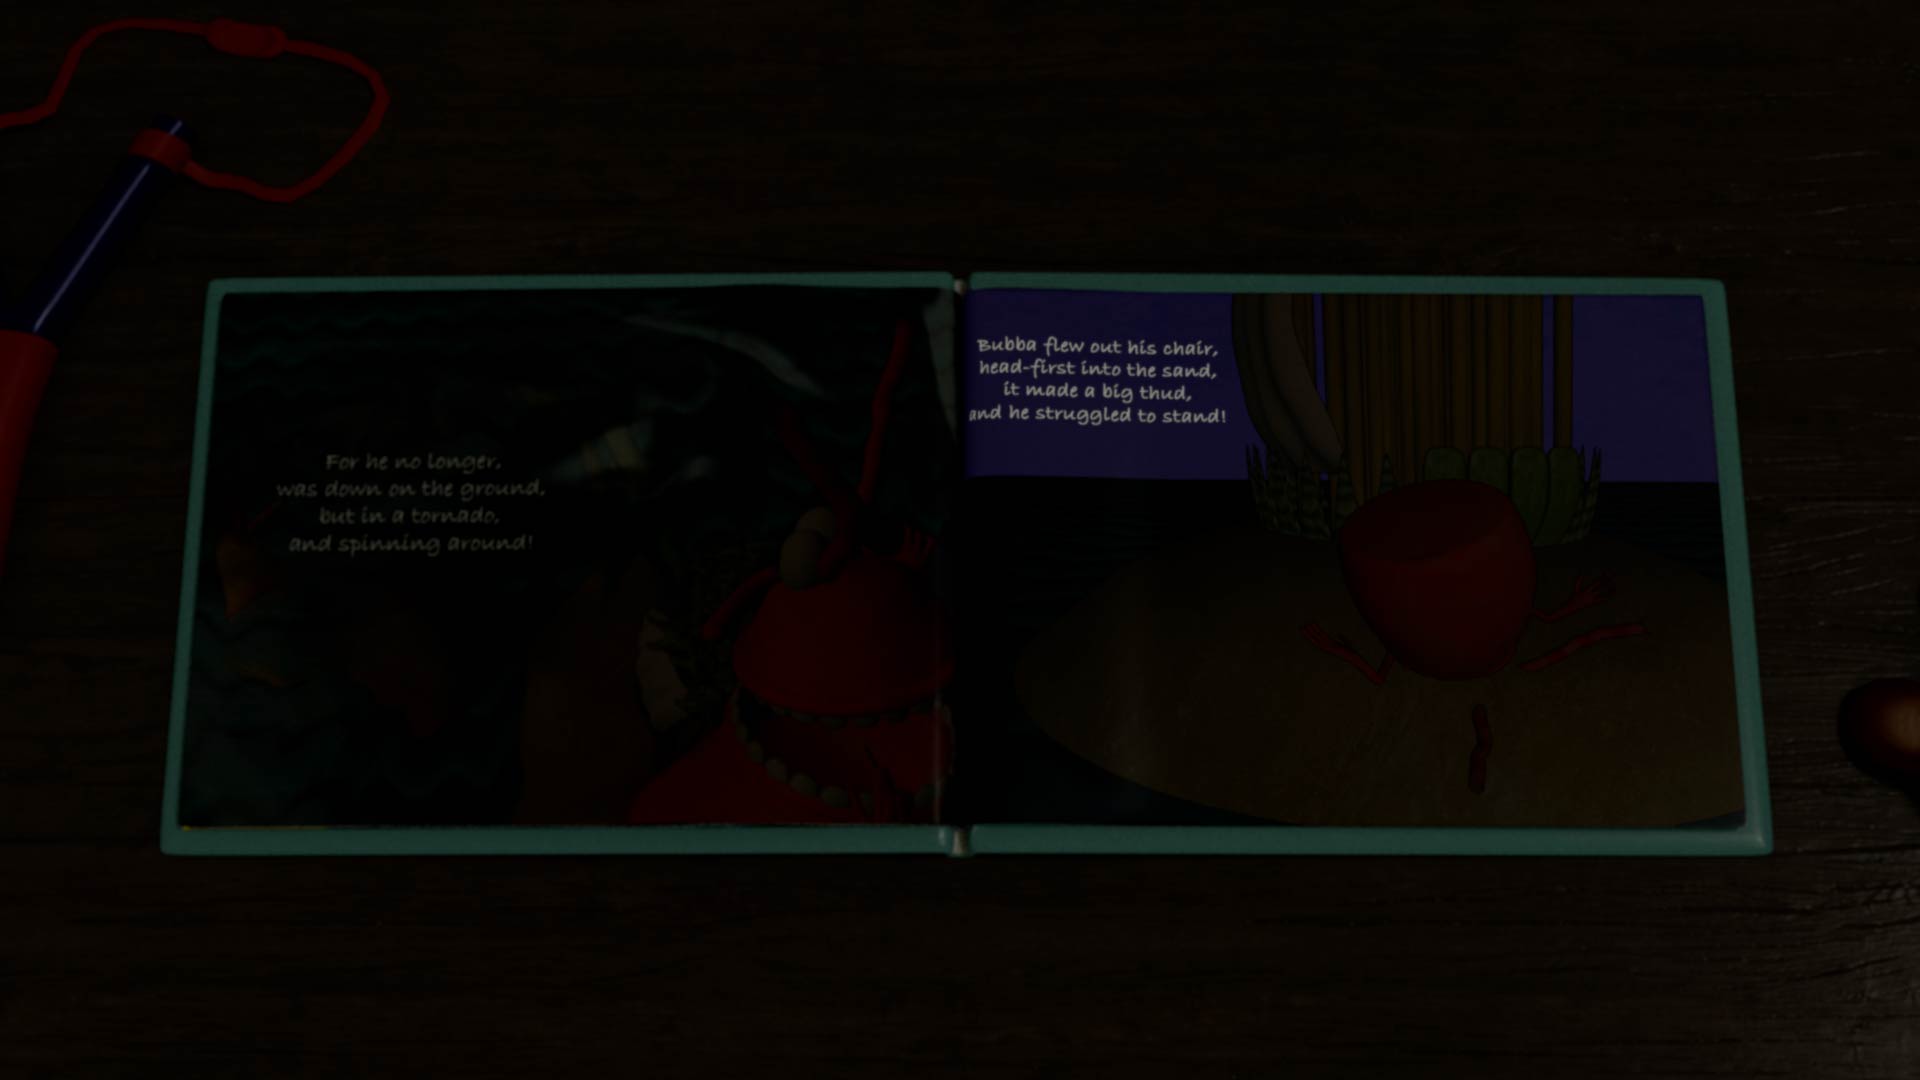 For he no longer,
was down on the ground,
but in a tornado,
and spinning around!
Bubba flew out his chair,
head-first into the sand,
it made a big thud,
and he struggled to stand!